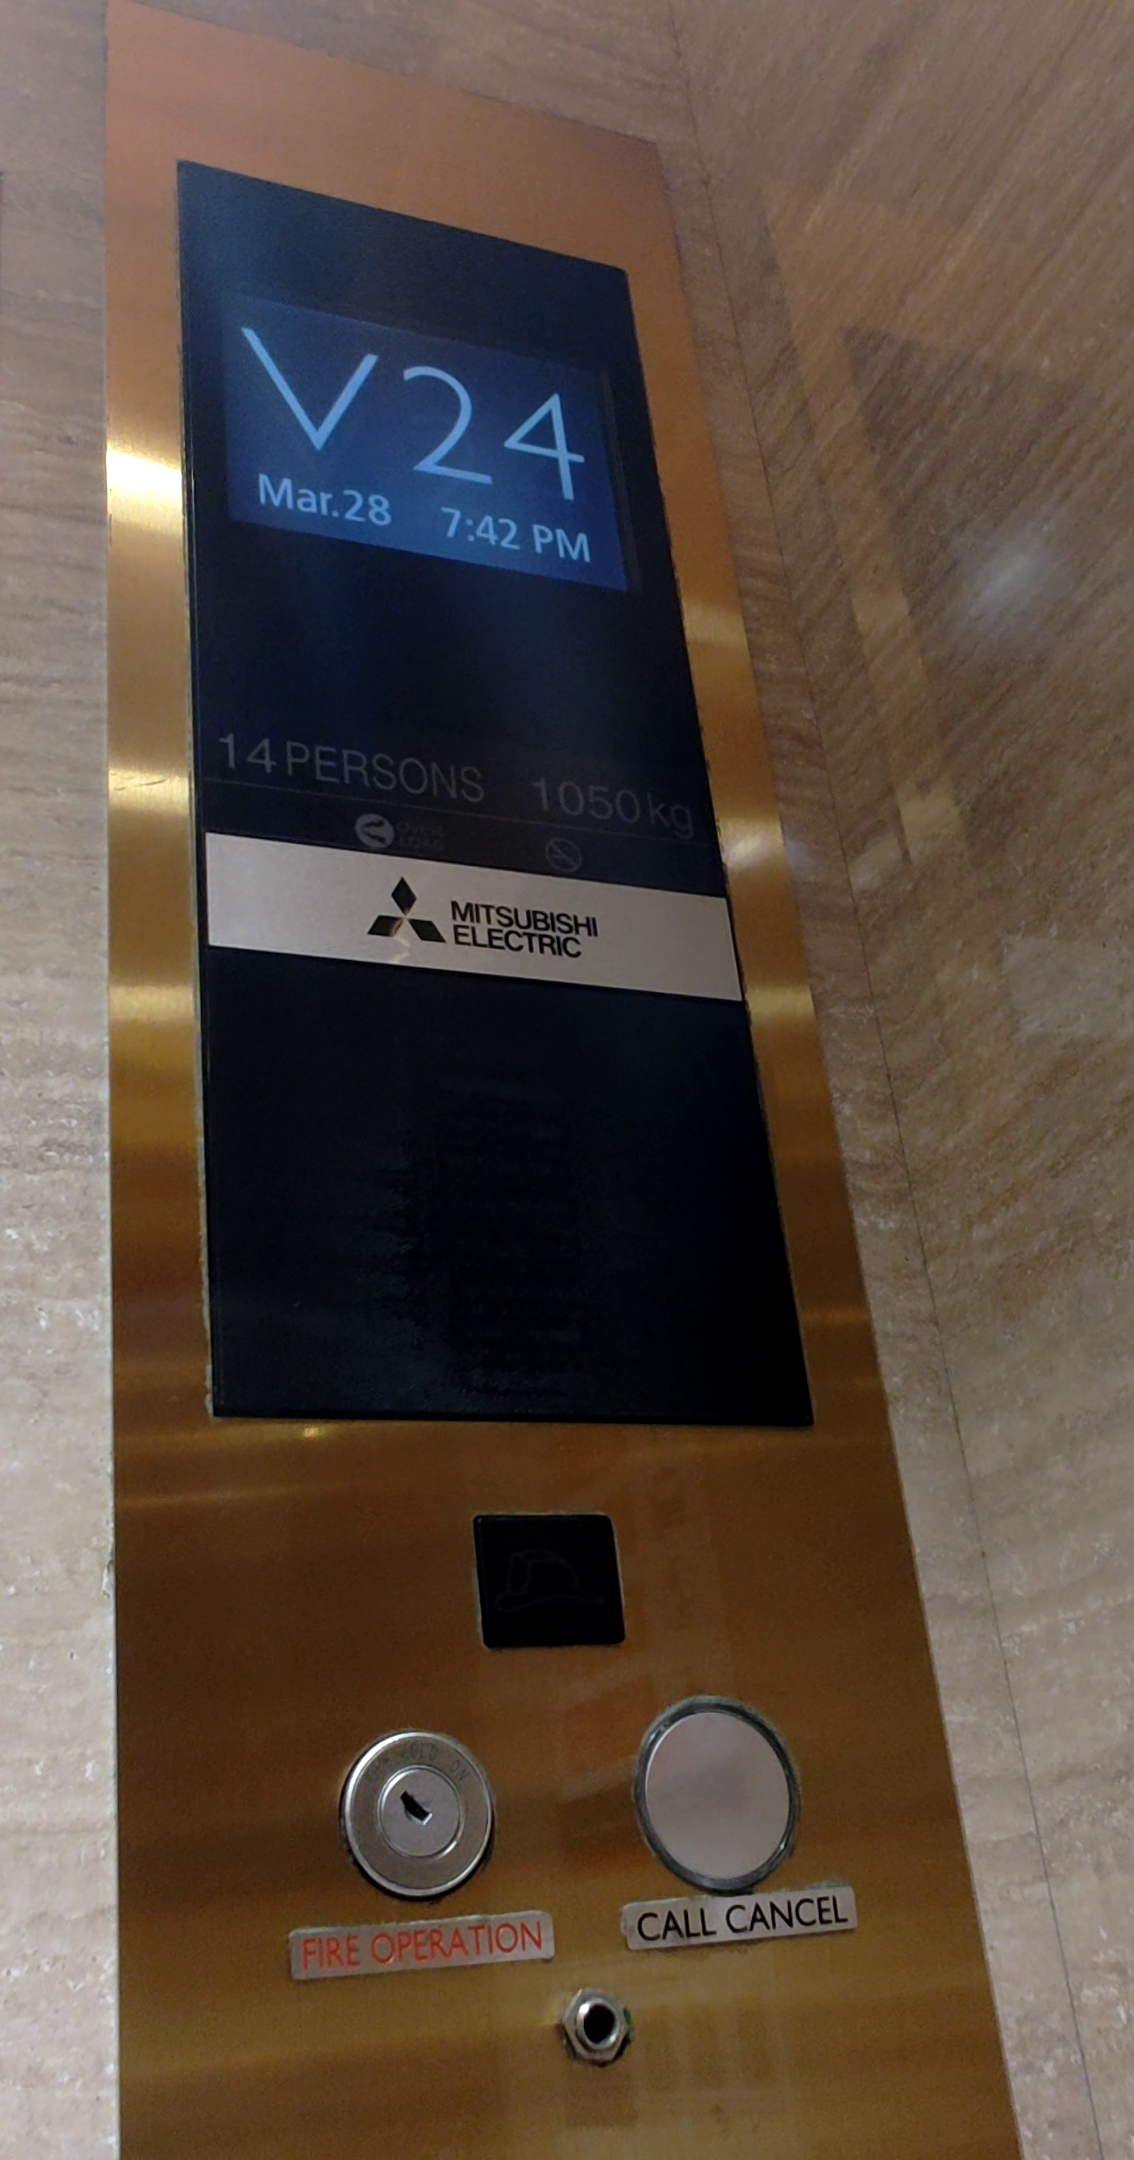 V24
Mar.28 7:42 PM
14 PERSONS 1050kg
OVER
LOAD
MITSUBISHI
ELECTRIC
FIRE OPERATION
CALL CANCEL